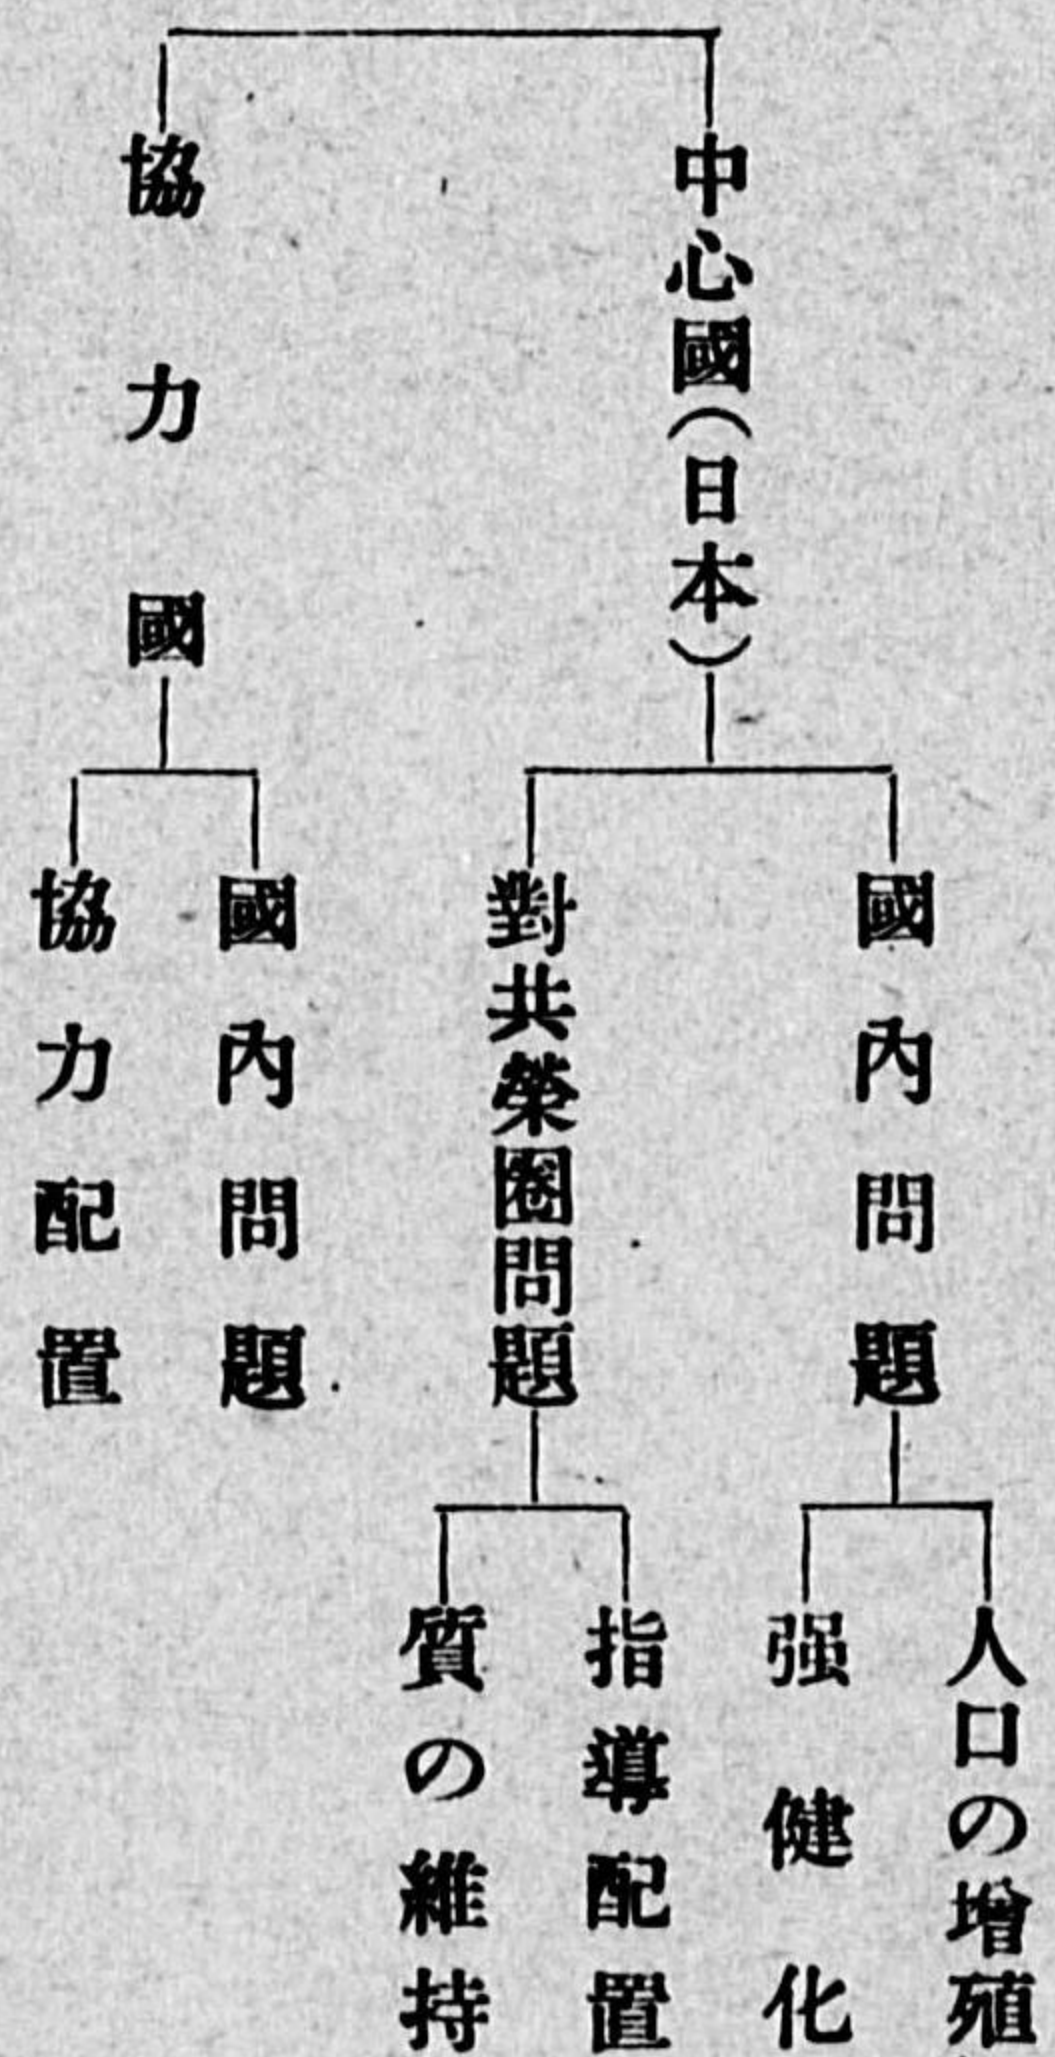 中心國(日本)
國內問題
人口の增殖
强健化
對共榮圈問題
指導配置
質の維持
協力國
國內問題
協力配置